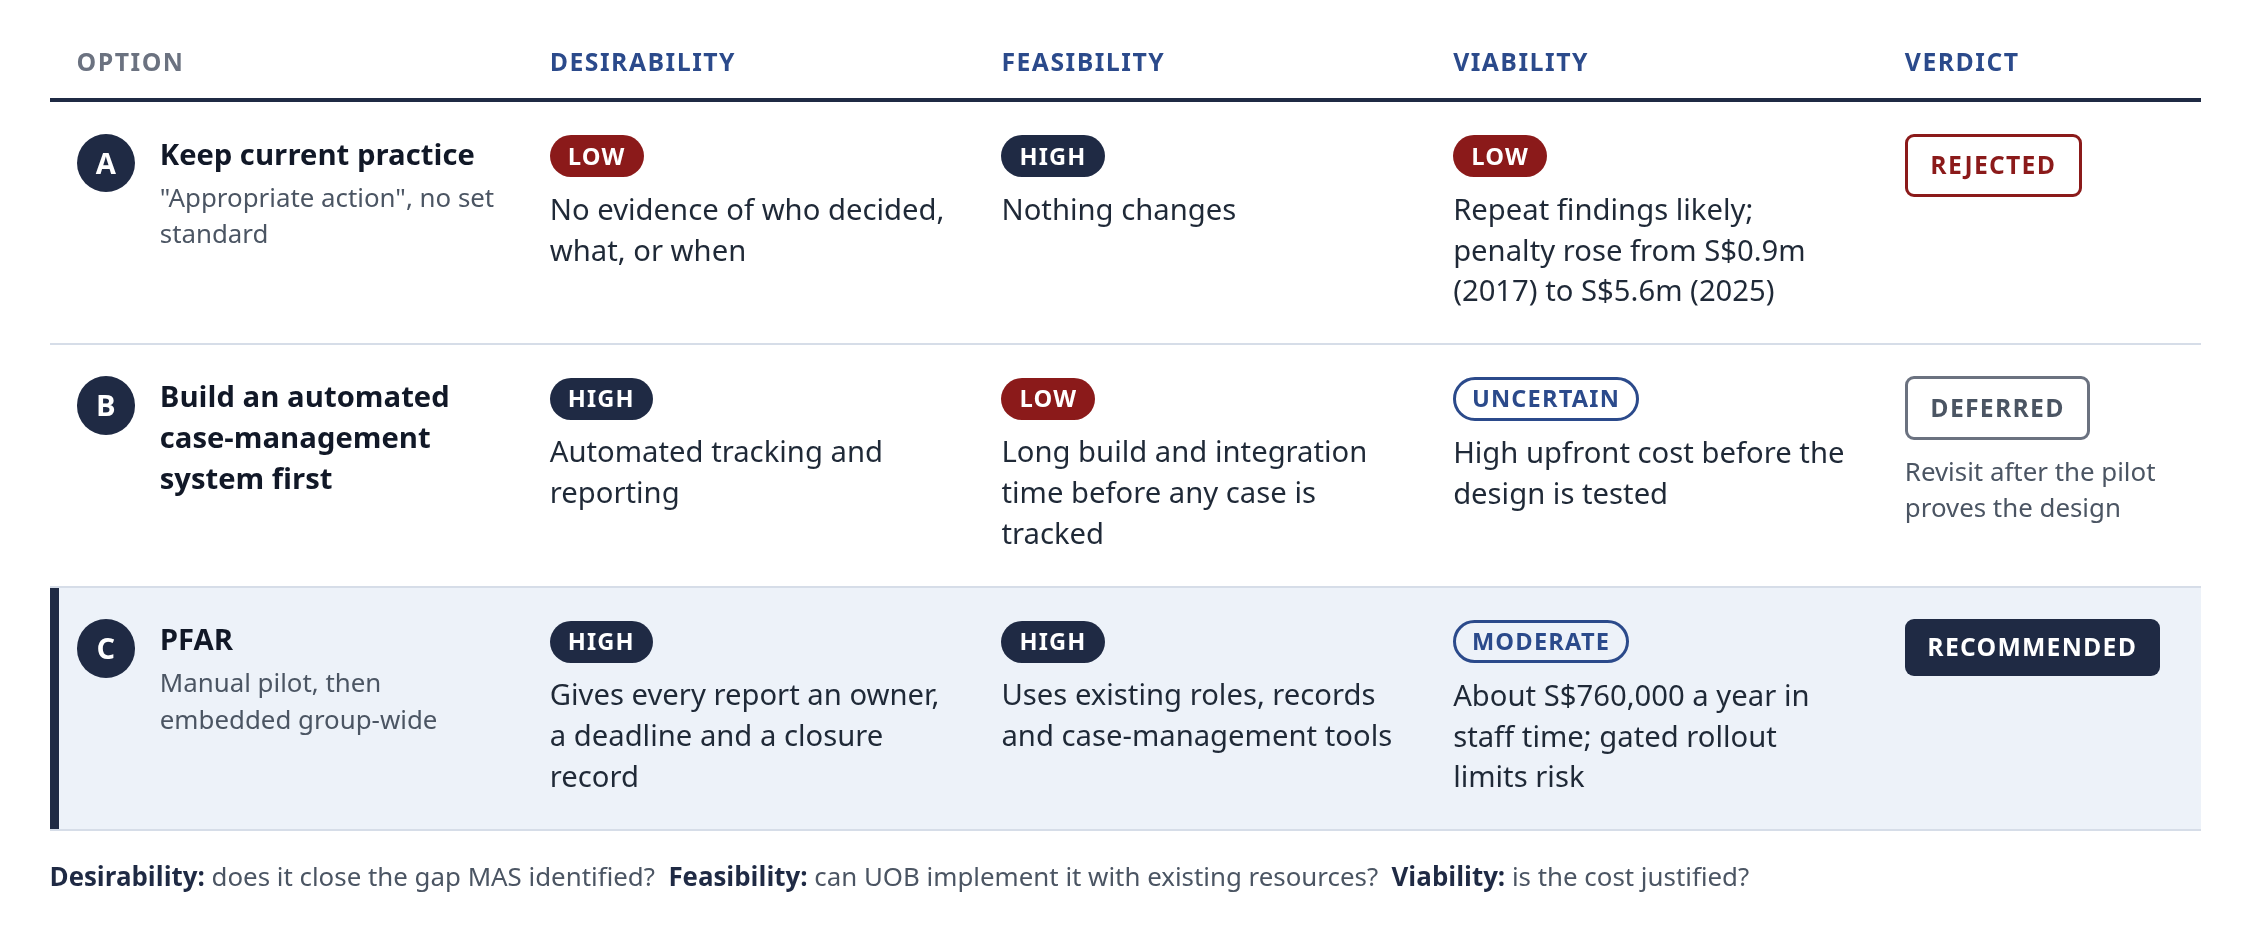 OPTION DESIRABILITY FEASIBILITY VIABILITY VERDICT
A
Keep current practice
"Appropriate action", no set
standard
LOW
No evidence of who decided,
what, or when
HIGH
Nothing changes
LOW
Repeat findings likely;
penalty rose from S$0.9m
(2017) to S$5.6m (2025)
REJECTED
B
Build an automated
case-management
system first
HIGH
Automated tracking and
reporting
LOW
Long build and integration
time before any case is
tracked
UNCERTAIN
High upfront cost before the
design is tested
DEFERRED
Revisit after the pilot
proves the design
C
PFAR
Manual pilot, then
embedded group-wide
HIGH
Gives every report an owner,
a deadline and a closure
record
HIGH
Uses existing roles, records
and case-management tools
MODERATE
About S$760,000 a year in
staff time; gated rollout
limits risk
RECOMMENDED
Desirability: does it close the gap MAS identified? Feasibility: can UOB implement it with existing resources? Viability: is the cost justified?